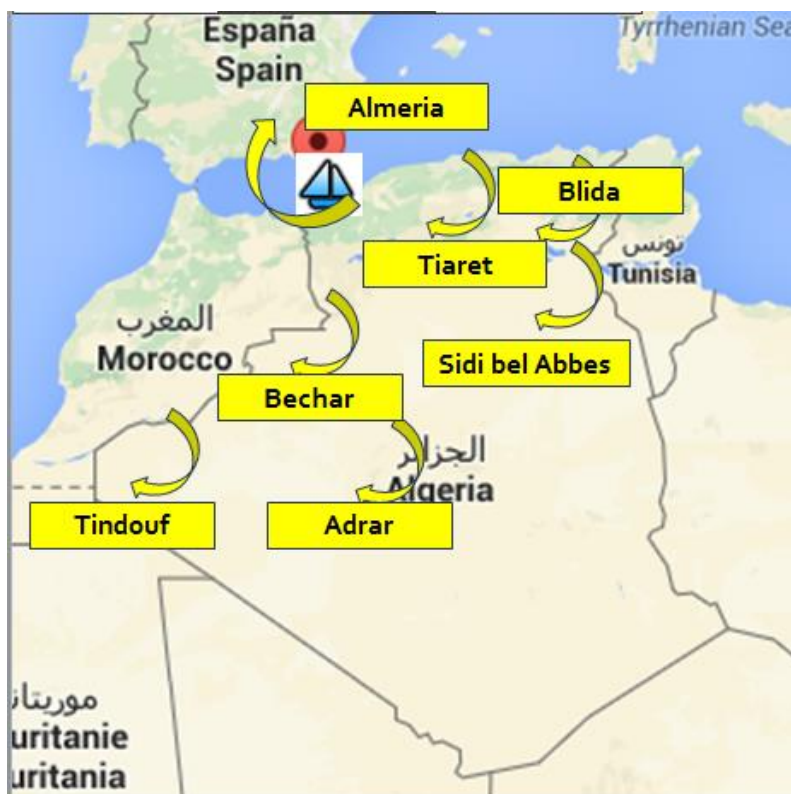 España
Spain
Tyrrhenian Sea
Almeria
Blida
Tiaret
تونس
Tunisia
المغرب
Morocco
Sidi bel Abbes
Bechar
الجزائر
Algeria
Tindouf
Adrar
موريتان
uritanie
uritania